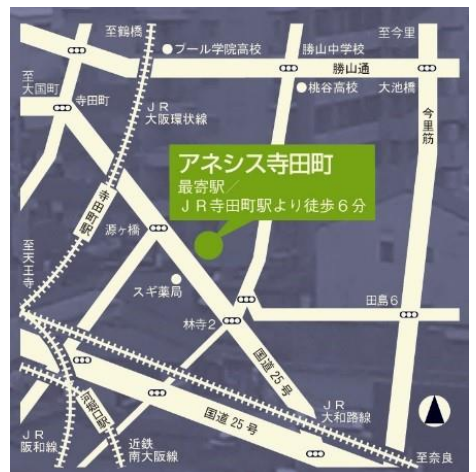 至鶴橋
プール学院高校
勝山中学校
至今里
勝山通
至
大国町
寺田町
桃谷高校
大池橋
ＪＲ
大阪環状線
今里筋
アネシス寺田町
最寄駅／
ＪＲ寺田町駅より徒歩６分
寺田町駅
源ヶ橋
至天王寺
スギ薬局
田島６
林寺２
国道25号
ＪＲ
大和路線
河堀口駅
国道25号
ＪＲ
阪和線
近鉄
南大阪線
至奈良